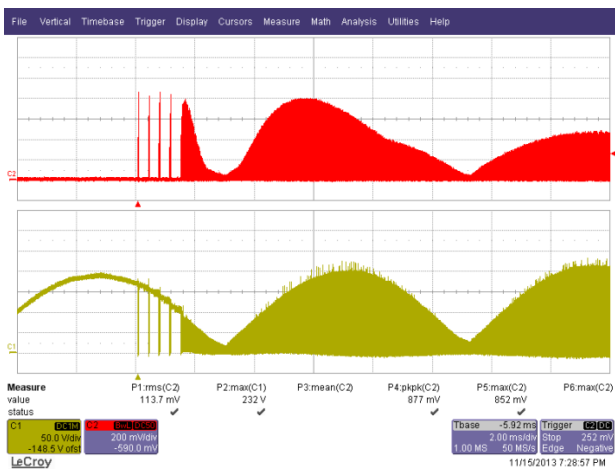 File Vertical Timebase Trigger Display Cursors Measure Math Analysis Utilities Help
C2
C1
Measure P1:rms(C2) P2:max(C1) P3:mean(C2) P4:pkpk(C2) P5:max(C2) P6:max(C2)
value 113.7 mV 232 V 877 mV 852 mV
status
C1 DC1M C2 BwL DC50 Tbase -5.92 ms Trigger C2 DC
50.0 V/div 200 mV/div 2.00 ms/div Stop 252 mV
-148.5 V ofst -590.0 mV 1.00 MS 50 MS/s Edge Negative
LeCroy 11/15/2013 7:28:57 PM